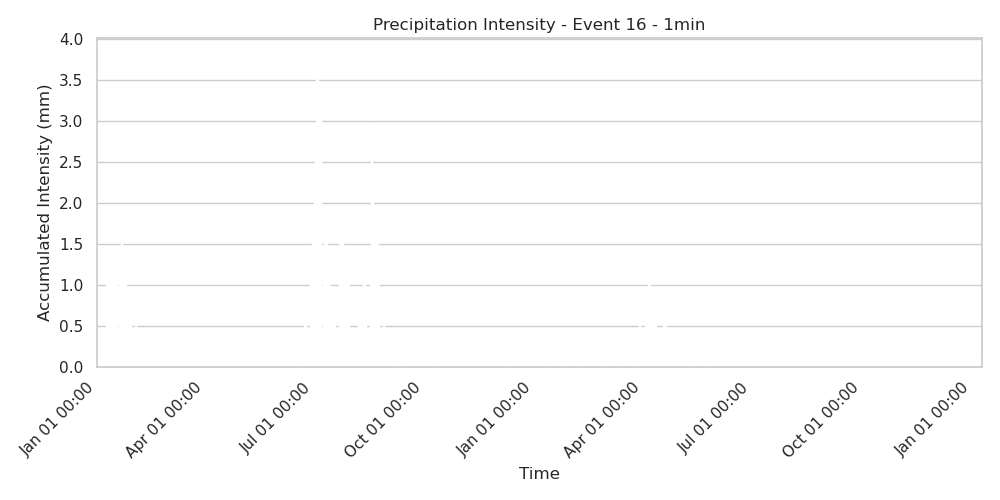 Precipitation Intensity - Event 16 - 1min
Accumulated Intensity (mm)
4.0
3.5
3.0
2.5
2.0
1.5
1.0
0.5
0.0
Jan 01 00:00
Apr 01 00:00
Jul 01 00:00
Oct 01 00:00
Jan 01 00:00
Apr 01 00:00
Jul 01 00:00
Oct 01 00:00
Jan 01 00:00
Time